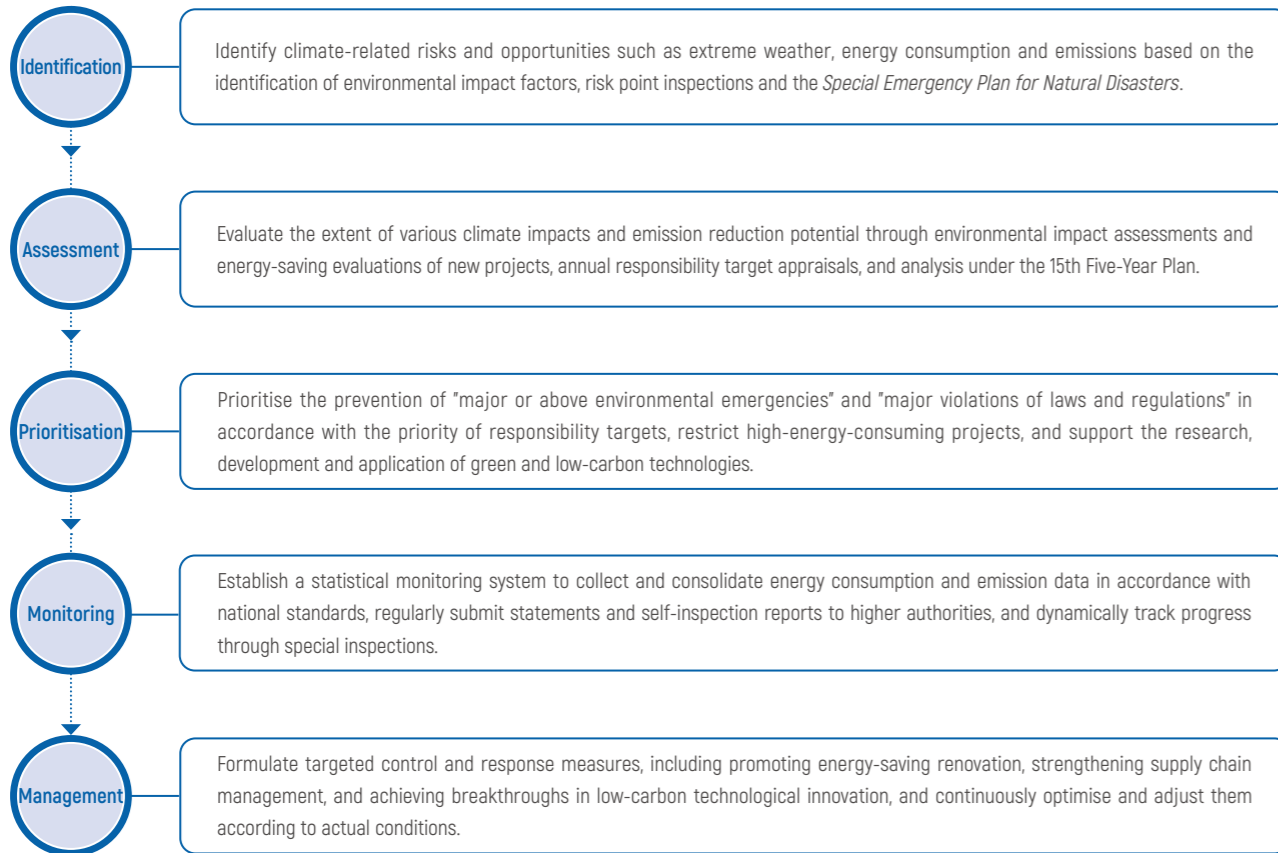 Identification
Identify climate-related risks and opportunities such as extreme weather, energy consumption and emissions based on the
identification of environmental impact factors, risk point inspections and the Special Emergency Plan for Natural Disasters.
Assessment
Evaluate the extent of various climate impacts and emission reduction potential through environmental impact assessments and
energy-saving evaluations of new projects, annual responsibility target appraisals, and analysis under the 15th Five-Year Plan.
Prioritisation
Prioritise the prevention of "major or above environmental emergencies" and "major violations of laws and regulations" in
accordance with the priority of responsibility targets, restrict high-energy-consuming projects, and support the research,
development and application of green and low-carbon technologies.
Monitoring
Establish a statistical monitoring system to collect and consolidate energy consumption and emission data in accordance with
national standards, regularly submit statements and self-inspection reports to higher authorities, and dynamically track progress
through special inspections.
Management
Formulate targeted control and response measures, including promoting energy-saving renovation, strengthening supply chain
management, and achieving breakthroughs in low-carbon technological innovation, and continuously optimise and adjust them
according to actual conditions.